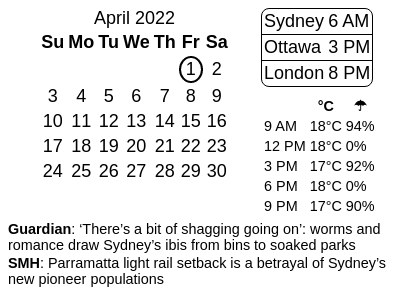 April 2022
Su Mo Tu We Th Fr Sa
1 2
3 4 5 6 7 8 9
10 11 12 13 14 15 16
17 18 19 20 21 22 23
24 25 26 27 28 29 30
Sydney 6 AM
Ottawa 3 PM
London 8 PM
°C ☂
9 AM 18°C 94%
12 PM 18°C 0%
3 PM 17°C 92%
6 PM 18°C 0%
9 PM 17°C 90%
Guardian: ‘There’s a bit of shagging going on’: worms and
romance draw Sydney’s ibis from bins to soaked parks
SMH: Parramatta light rail setback is a betrayal of Sydney’s
new pioneer populations